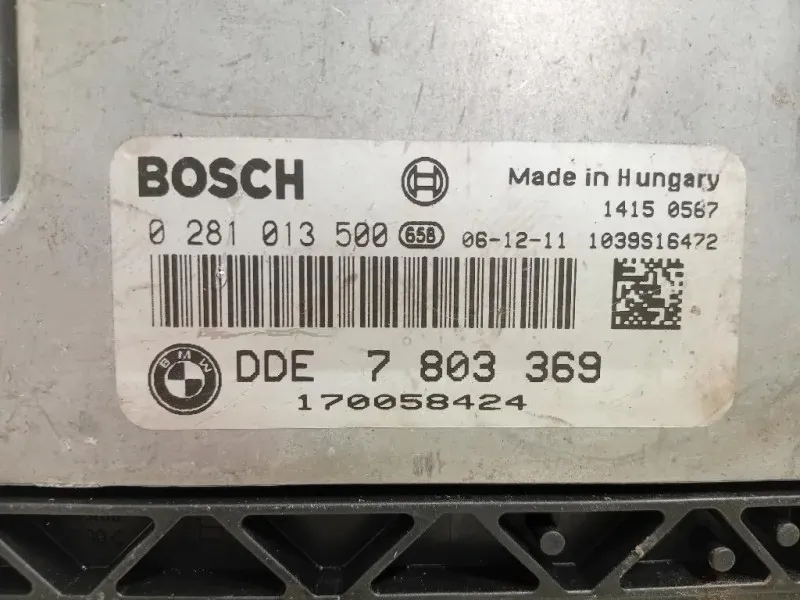 BOSCH
Made in Hungary
1415 0567
0 281 013 500 658 06-12-11 1039S16472
BMW DDE 7 803 369
170058424